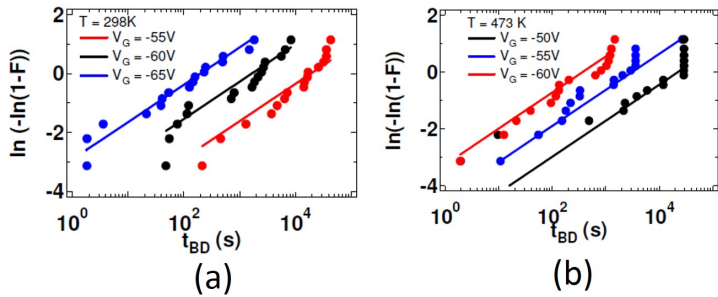 T = 298K
V_G = -55V
V_G = -60V
V_G = -65V
ln (-ln(1-F))
2
0
-2
-4
10^0 10^2 10^4
t_BD (s)
(a)
T = 473 K
V_G = -50V
V_G = -55V
V_G = -60V
ln(-ln(1-F))
2
0
-2
-4
10^0 10^2 10^4
t_BD (s)
(b)